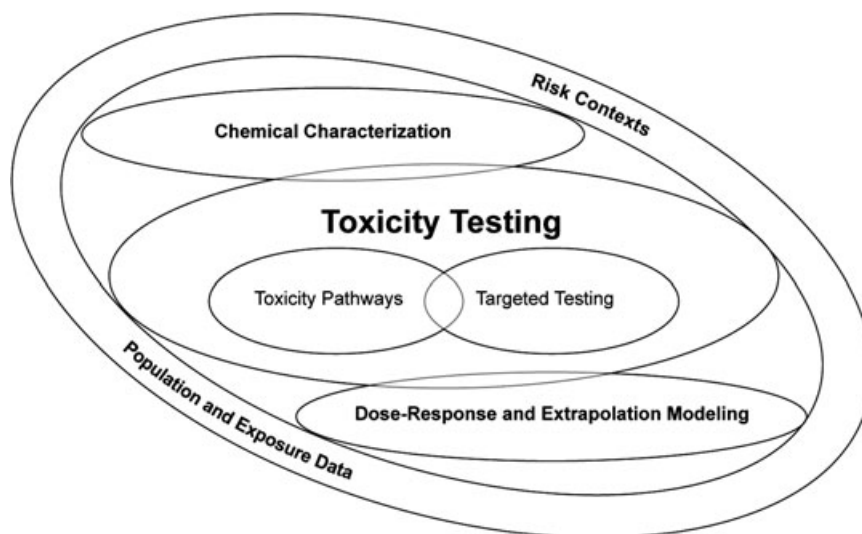 Risk Contexts
Chemical Characterization
Toxicity Testing
Toxicity Pathways
Targeted Testing
Population and Exposure Data
Dose-Response and Extrapolation Modeling